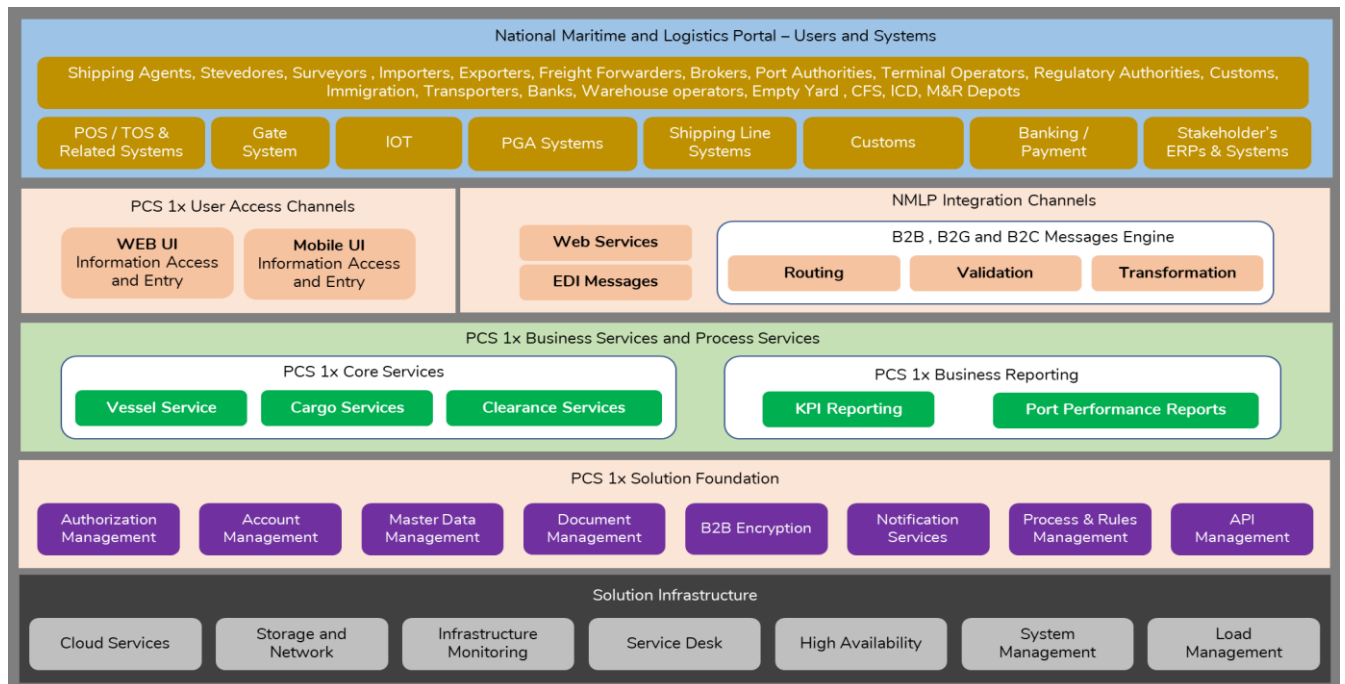 National Maritime and Logistics Portal – Users and Systems
Shipping Agents, Stevedores, Surveyors , Importers, Exporters, Freight Forwarders, Brokers, Port Authorities, Terminal Operators, Regulatory Authorities, Customs,
Immigration, Transporters, Banks, Warehouse operators, Empty Yard , CFS, ICD, M&R Depots
POS / TOS &
Related Systems
Gate
System
IOT
PGA Systems
Shipping Line
Systems
Customs
Banking /
Payment
Stakeholder's
ERPs & Systems
PCS 1x User Access Channels
WEB UI
Information Access
and Entry
Mobile UI
Information Access
and Entry
NMLP Integration Channels
Web Services
EDI Messages
B2B , B2G and B2C Messages Engine
Routing
Validation
Transformation
PCS 1x Business Services and Process Services
PCS 1x Core Services
Vessel Service
Cargo Services
Clearance Services
PCS 1x Business Reporting
KPI Reporting
Port Performance Reports
PCS 1x Solution Foundation
Authorization
Management
Account
Management
Master Data
Management
Document
Management
B2B Encryption
Notification
Services
Process & Rules
Management
API
Management
Solution Infrastructure
Cloud Services
Storage and
Network
Infrastructure
Monitoring
Service Desk
High Availability
System
Management
Load
Management